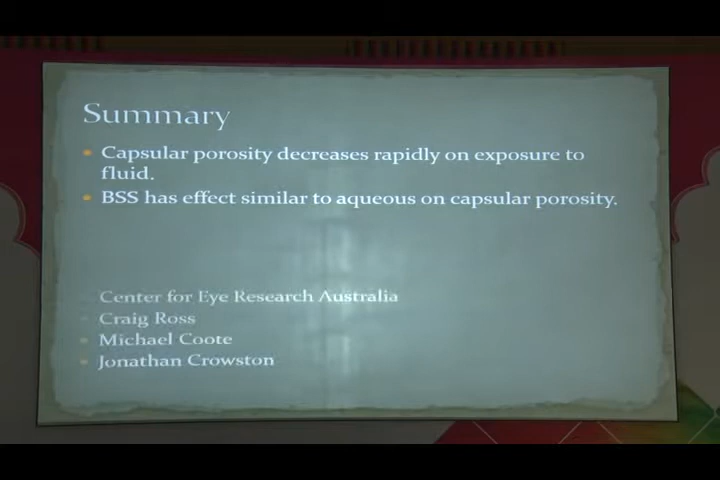 Summary
Capsular porosity decreases rapidly on exposure to
fluid.
BSS has effect similar to aqueous on capsular porosity.
Center for Eye Research Australia
Craig Ross
Michael Coote
Jonathan Crowston